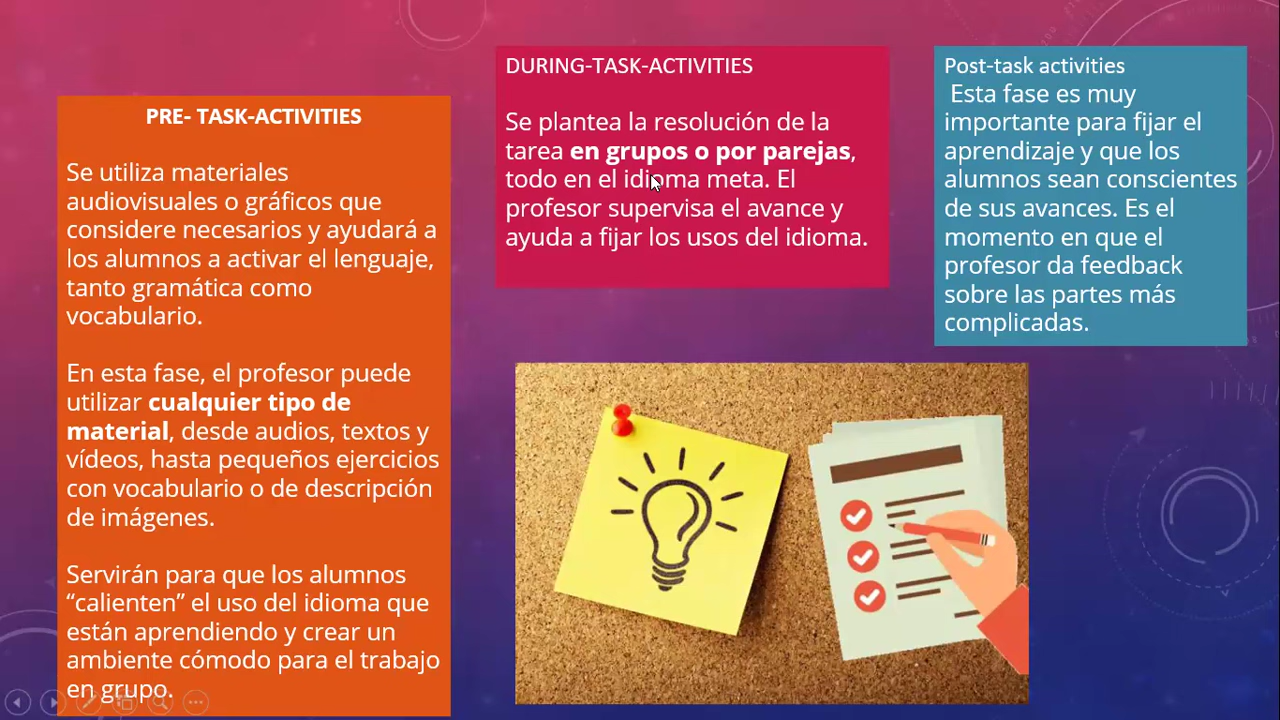 PRE- TASK-ACTIVITIES
Se utiliza materiales
audiovisuales o gráficos que
considere necesarios y ayudará a
los alumnos a activar el lenguaje,
tanto gramática como
vocabulario.
En esta fase, el profesor puede
utilizar cualquier tipo de
material, desde audios, textos y
vídeos, hasta pequeños ejercicios
con vocabulario o de descripción
de imágenes.
Servirán para que los alumnos
“calienten” el uso del idioma que
están aprendiendo y crear un
ambiente cómodo para el trabajo
en grupo.
DURING-TASK-ACTIVITIES
Se plantea la resolución de la
tarea en grupos o por parejas,
todo en el idioma meta. El
profesor supervisa el avance y
ayuda a fijar los usos del idioma.
Post-task activities
Esta fase es muy
importante para fijar el
aprendizaje y que los
alumnos sean conscientes
de sus avances. Es el
momento en que el
profesor da feedback
sobre las partes más
complicadas.